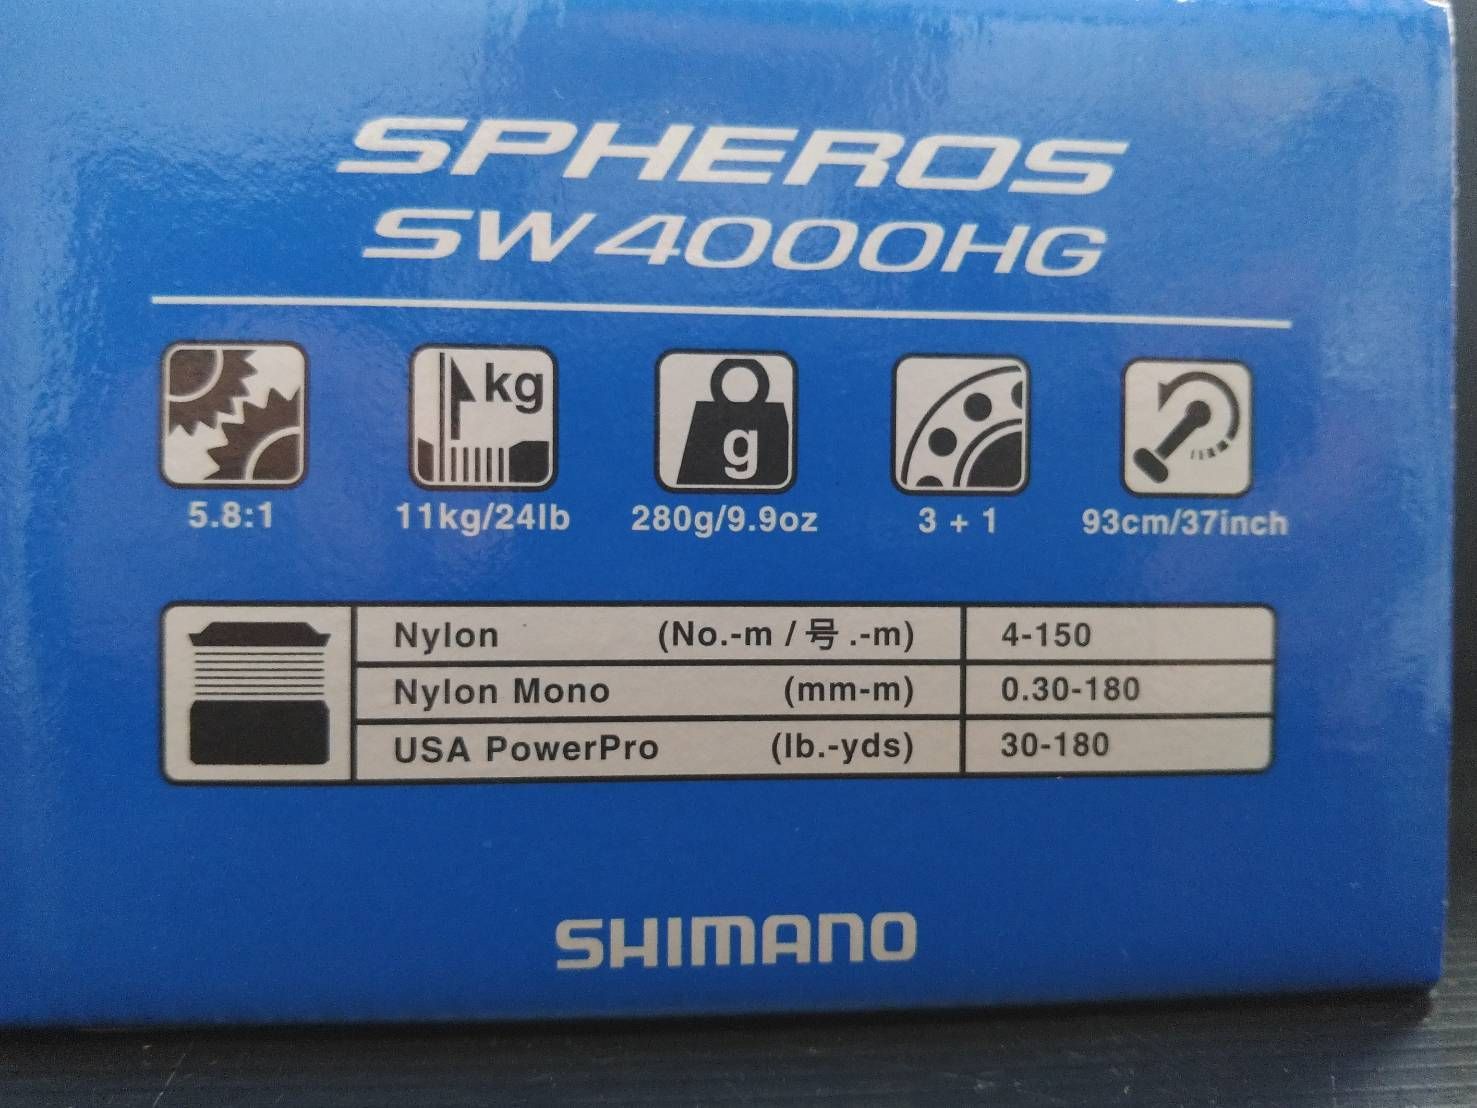 SPHEROS
SW4000HG
kg
g
5.8:1 11kg/24lb 280g/9.9oz 3 + 1 93cm/37inch
Nylon (No.-m / 号.-m) 4-150
Nylon Mono (mm-m) 0.30-180
USA PowerPro (lb.-yds) 30-180
SHIMANO